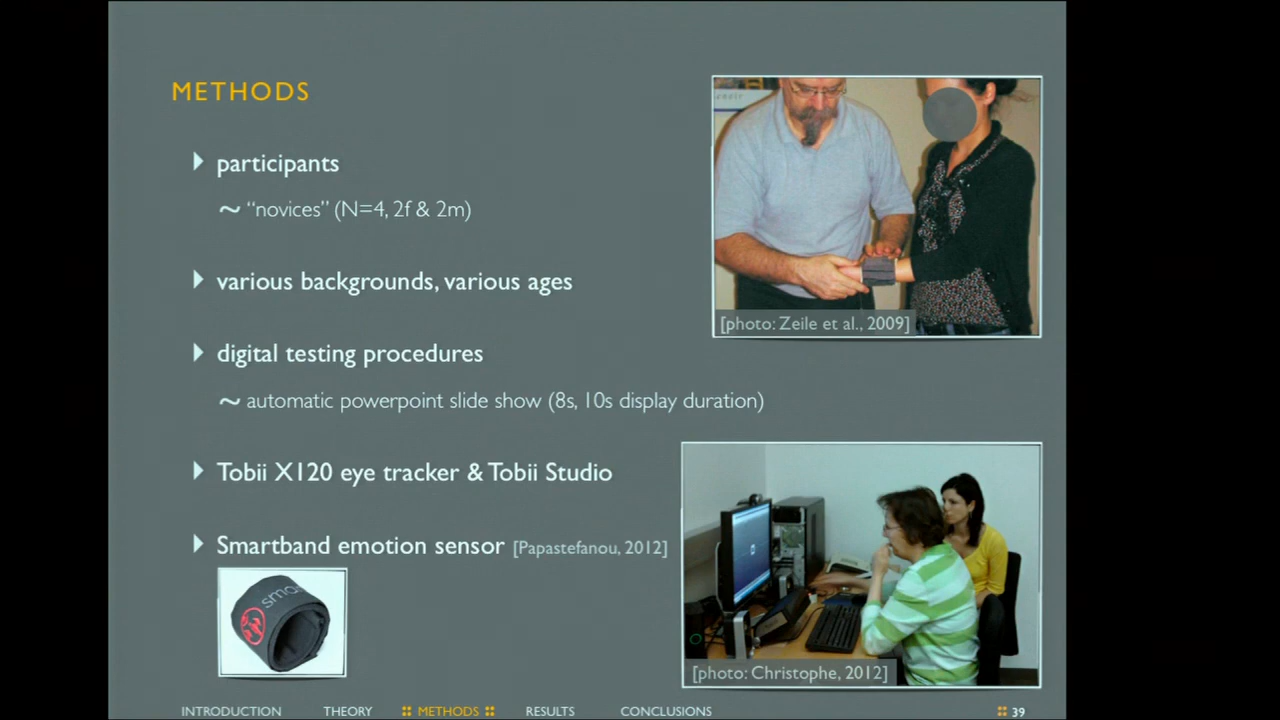 METHODS
participants
~ “novices” (N=4, 2f & 2m)
various backgrounds, various ages
digital testing procedures
~ automatic powerpoint slide show (8s, 10s display duration)
Tobii X120 eye tracker & Tobii Studio
Smartband emotion sensor [Papastefanou, 2012]
[photo: Zeile et al., 2009]
[photo: Christophe, 2012]
INTRODUCTION THEORY METHODS RESULTS CONCLUSIONS 39